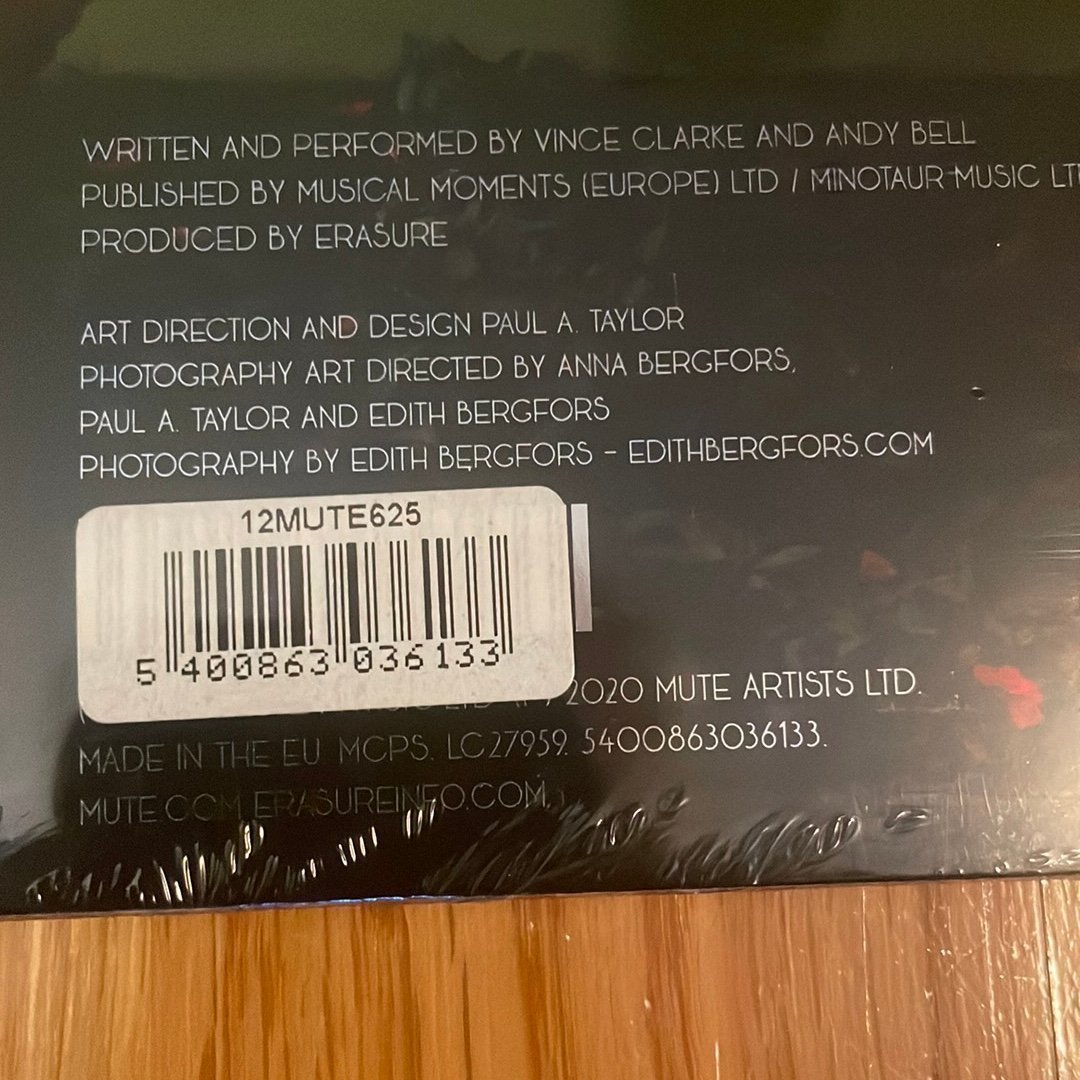 WRITTEN AND PERFORMED BY VINCE CLARKE AND ANDY BELL
PUBLISHED BY MUSICAL MOMENTS (EUROPE) LTD / MINOTAUR MUSIC LT
PRODUCED BY ERASURE
ART DIRECTION AND DESIGN PAUL A. TAYLOR
PHOTOGRAPHY ART DIRECTED BY ANNA BERGFORS,
PAUL A. TAYLOR AND EDITH BERGFORS
PHOTOGRAPHY BY EDITH BERGFORS – EDITHBERGFORS.COM
12MUTE625
5 400863 036133
2020 MUTE ARTISTS LTD.
MADE IN THE EU MCPS. LC27959. 5400863036133.
MUTE.COM ERASUREINFO.COM